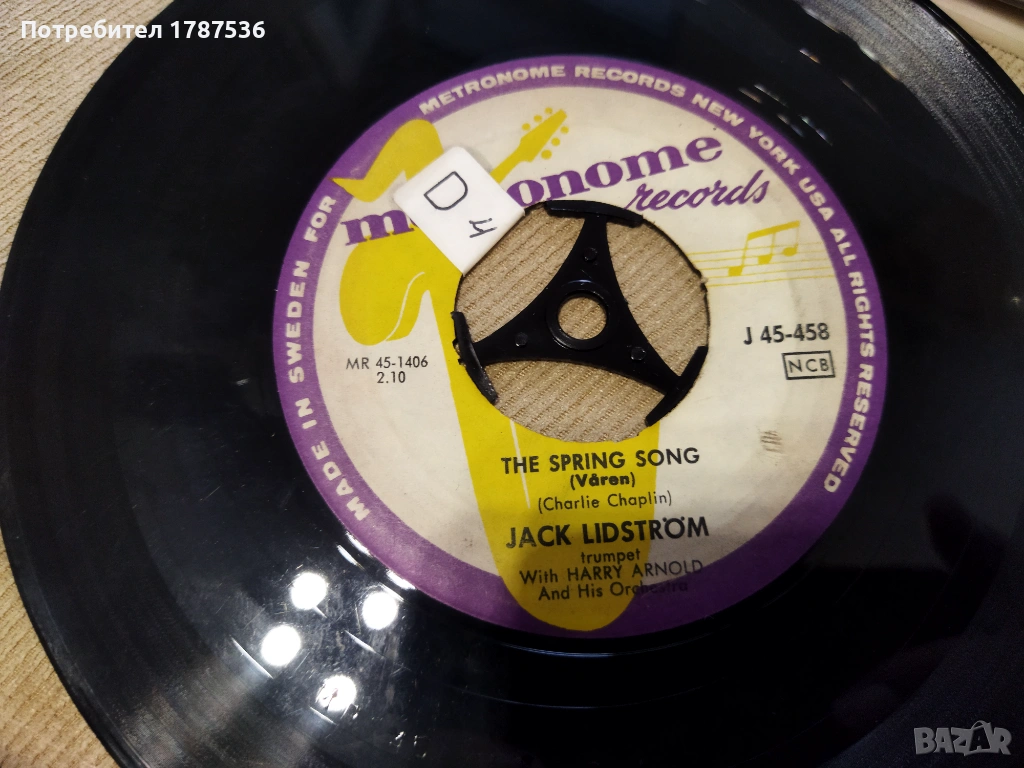 Потребител 1787536
METRONOME RECORDS NEW YORK USA ALL RIGHTS RESERVED
MADE IN SWEDEN FOR
m onome
records
D 4
J 45-458
NCB
MR 45-1406
2.10
THE SPRING SONG
(Våren)
(Charlie Chaplin)
JACK LIDSTRÖM
trumpet
With HARRY ARNOLD
And His Orchestra
BAZAR